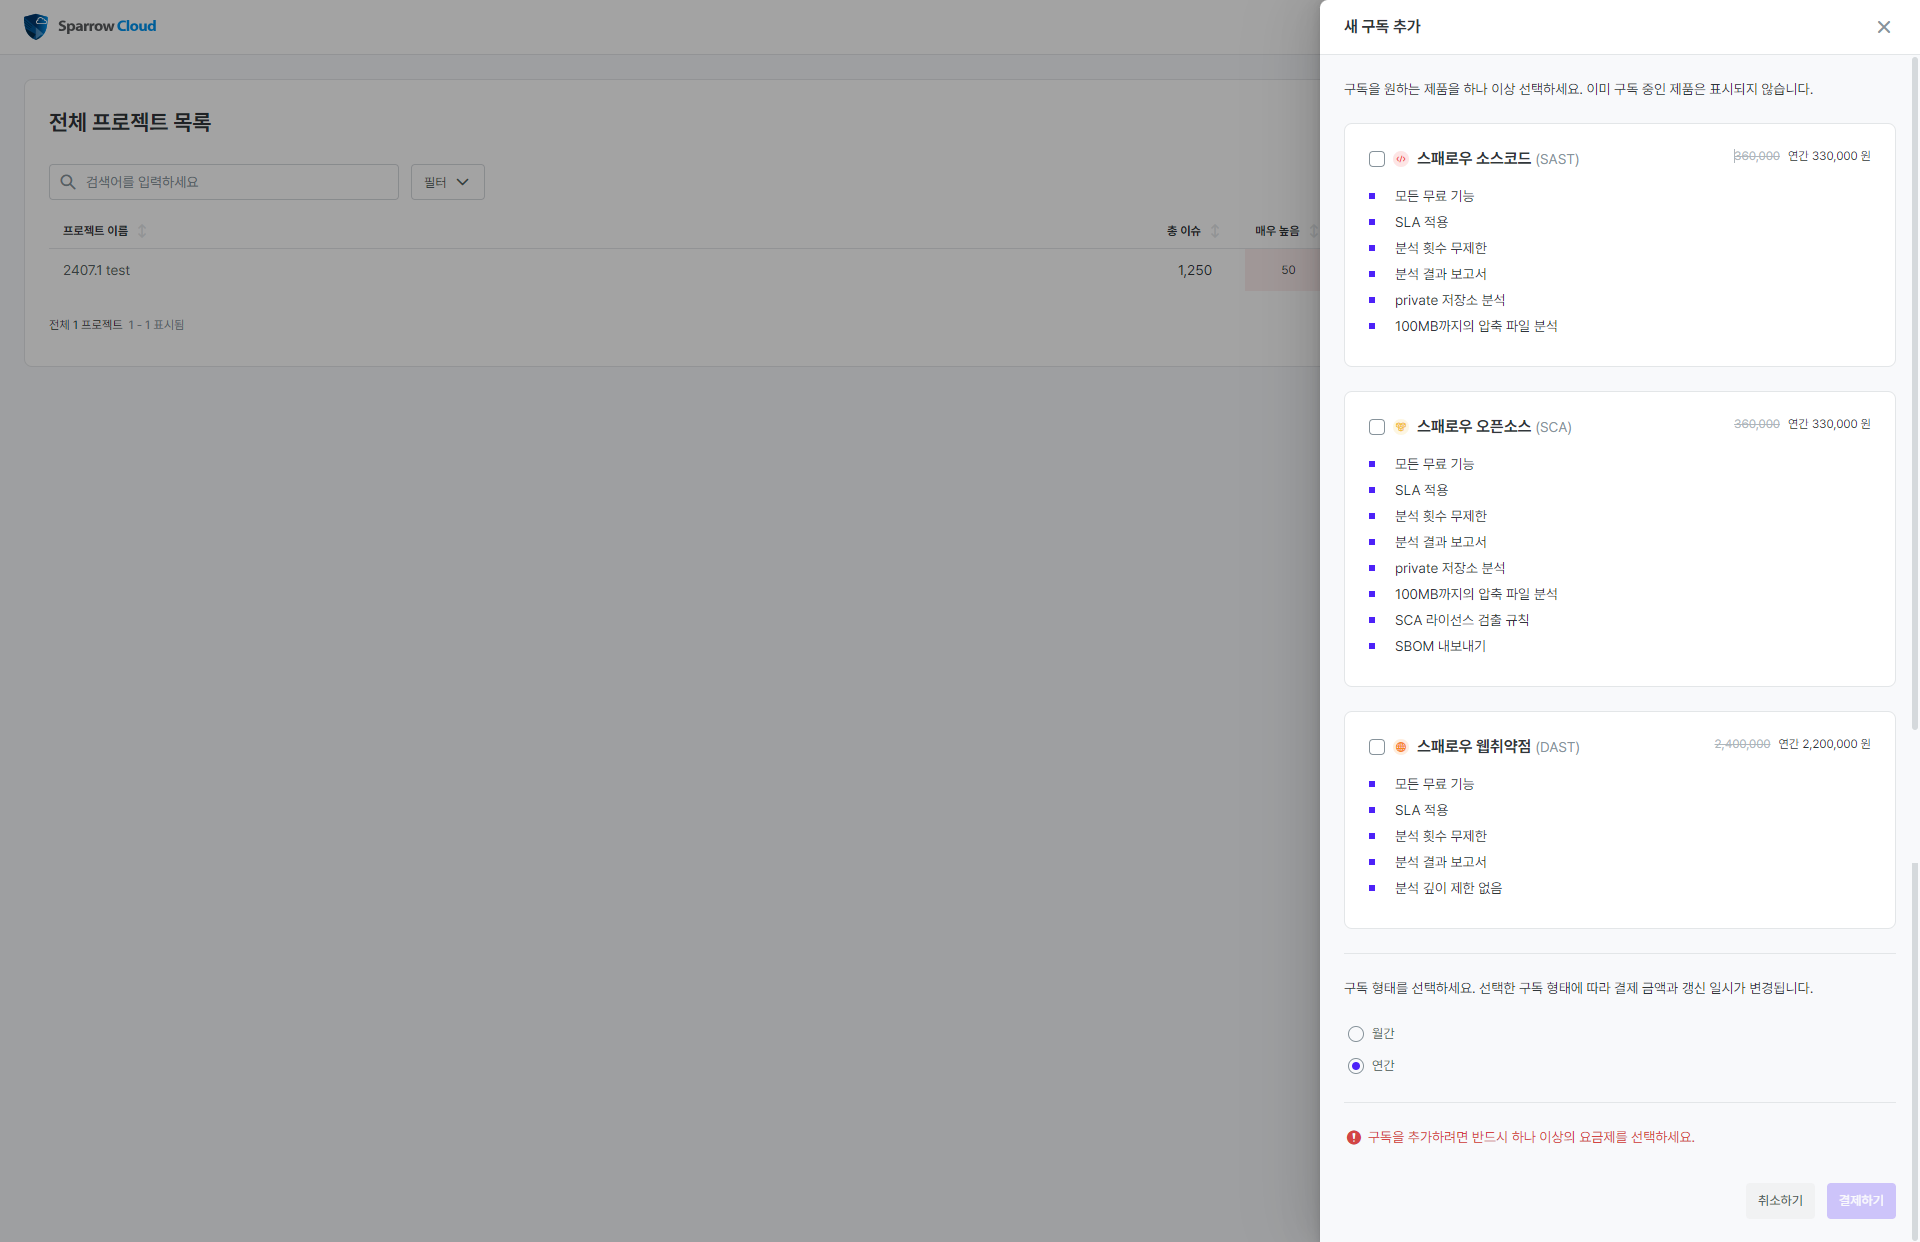 Sparrow Cloud
전체 프로젝트 목록
검색어를 입력하세요
필터
프로젝트 이름
총 이슈
매우 높음
2407.1 test
1,250
50
전체 1 프로젝트 1 - 1 표시됨
새 구독 추가
구독을 원하는 제품을 하나 이상 선택하세요. 이미 구독 중인 제품은 표시되지 않습니다.
스패로우 소스코드 (SAST)
360,000 연간 330,000 원
모든 무료 기능
SLA 적용
분석 횟수 무제한
분석 결과 보고서
private 저장소 분석
100MB까지의 압축 파일 분석
스패로우 오픈소스 (SCA)
360,000 연간 330,000 원
모든 무료 기능
SLA 적용
분석 횟수 무제한
분석 결과 보고서
private 저장소 분석
100MB까지의 압축 파일 분석
SCA 라이선스 검출 규칙
SBOM 내보내기
스패로우 웹취약점 (DAST)
2,400,000 연간 2,200,000 원
모든 무료 기능
SLA 적용
분석 횟수 무제한
분석 결과 보고서
분석 깊이 제한 없음
구독 형태를 선택하세요. 선택한 구독 형태에 따라 결제 금액과 갱신 일시가 변경됩니다.
월간
연간
구독을 추가하려면 반드시 하나 이상의 요금제를 선택하세요.
취소하기
결제하기